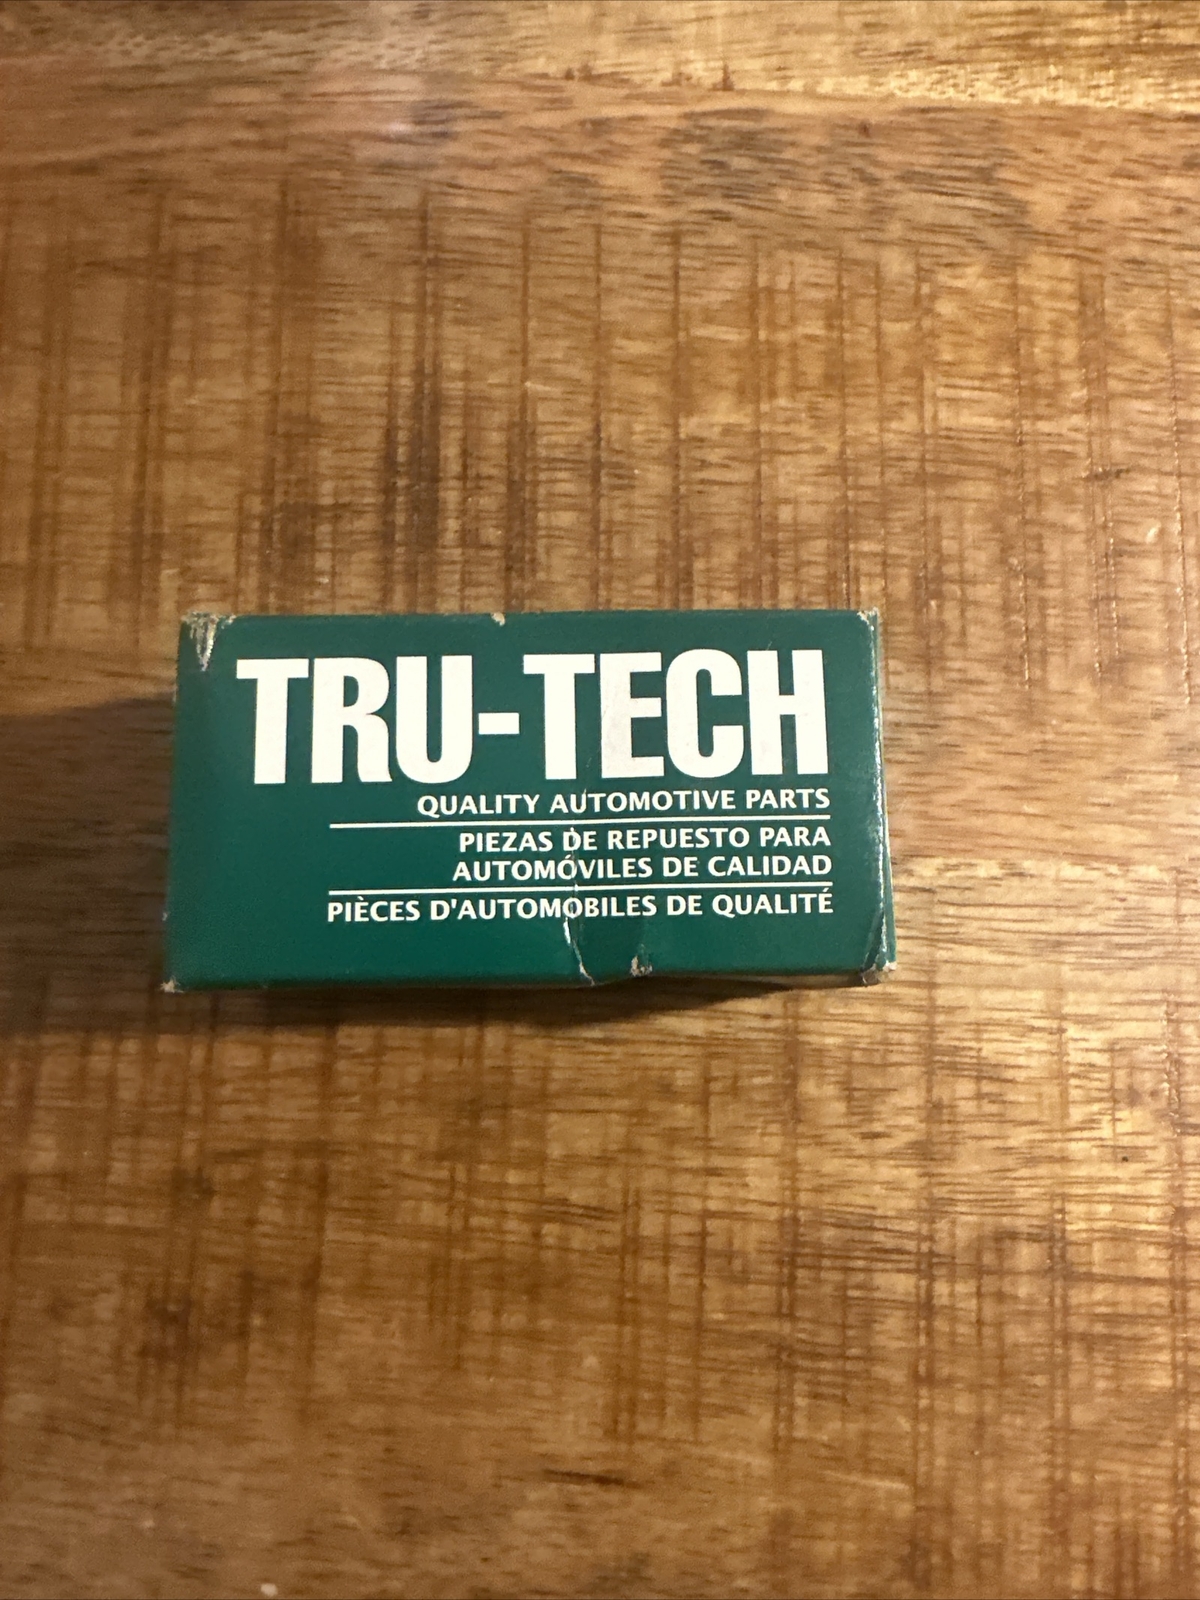 TRU-TECH
QUALITY AUTOMOTIVE PARTS
PIEZAS DE REPUESTO PARA
AUTOMÓVILES DE CALIDAD
PIÈCES D'AUTOMOBILES DE QUALITÉ